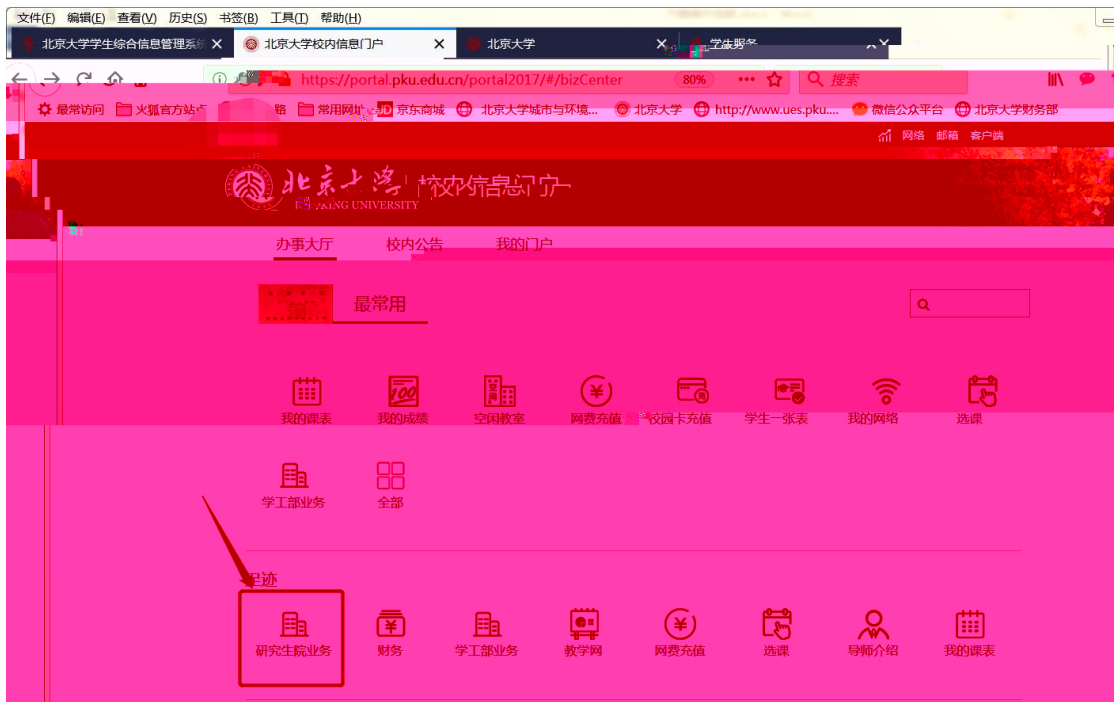 文件(F) 编辑(E) 查看(V) 历史(S) 书签(B) 工具(T) 帮助(H)
北京大学学生综合信息管理系统 北京大学校内信息门户 北京大学
https://portal.pku.edu.cn/portal2017/#/bizCenter 80% 搜索
最常访问 火狐官方站点 常用网址 JD 京东商城 北京大学城市与环境... 北京大学 http://www.ues.pku.... 微信公众平台 北京大学财务部
网络 邮箱 客户端
北京大学 校内信息门户
UNIVERSITY
办事大厅 校内公告 我的门户
最常用
我的课表 我的成绩 空闲教室 网费充值 校园卡充值 学生一张表 我的网络 选课
学工部业务 全部
足迹
研究生院业务 财务 学工部业务 教学网 网费充值 选课 导师介绍 我的课表